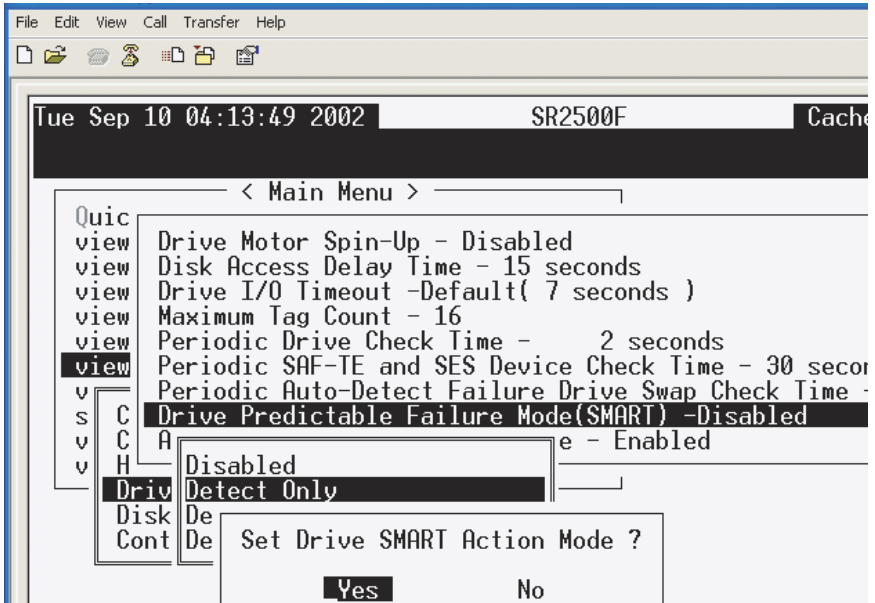 File Edit View Call Transfer Help
Tue Sep 10 04:13:49 2002 SR2500F Cache
< Main Menu >
Quic
view Drive Motor Spin-Up - Disabled
view Disk Access Delay Time - 15 seconds
view Drive I/O Timeout -Default( 7 seconds )
view Maximum Tag Count - 16
view Periodic Drive Check Time - 2 seconds
view Periodic SAF-TE and SES Device Check Time - 30 secon
v Periodic Auto-Detect Failure Drive Swap Check Time -
s C Drive Predictable Failure Mode(SMART) -Disabled
v C A e - Enabled
v H Disabled
Driv Detect Only
Disk De
Cont De Set Drive SMART Action Mode ?
Yes No